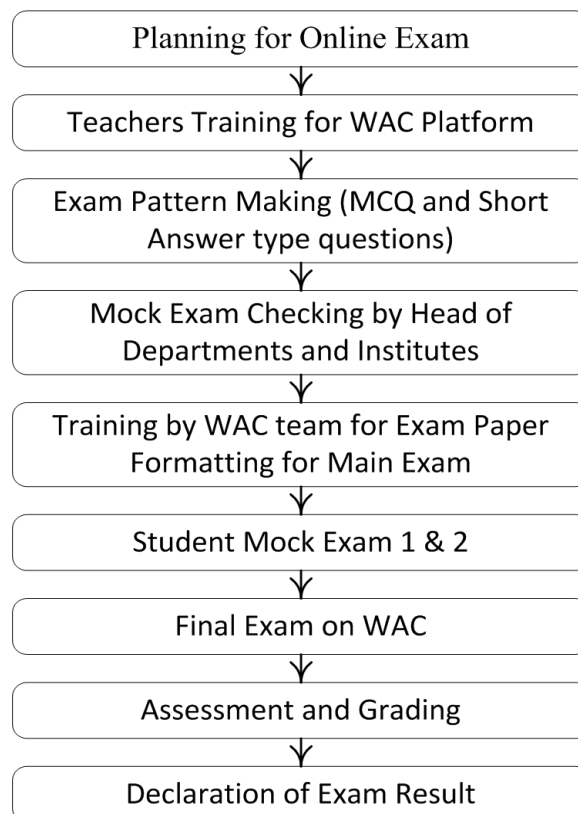 Planning for Online Exam
Teachers Training for WAC Platform
Exam Pattern Making (MCQ and Short
Answer type questions)
Mock Exam Checking by Head of
Departments and Institutes
Training by WAC team for Exam Paper
Formatting for Main Exam
Student Mock Exam 1 & 2
Final Exam on WAC
Assessment and Grading
Declaration of Exam Result